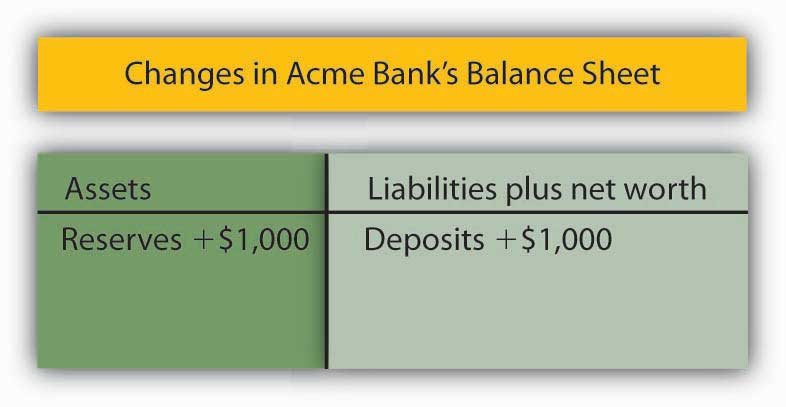 Changes in Acme Bank's Balance Sheet
Assets
Liabilities plus net worth
Reserves +$1,000
Deposits +$1,000